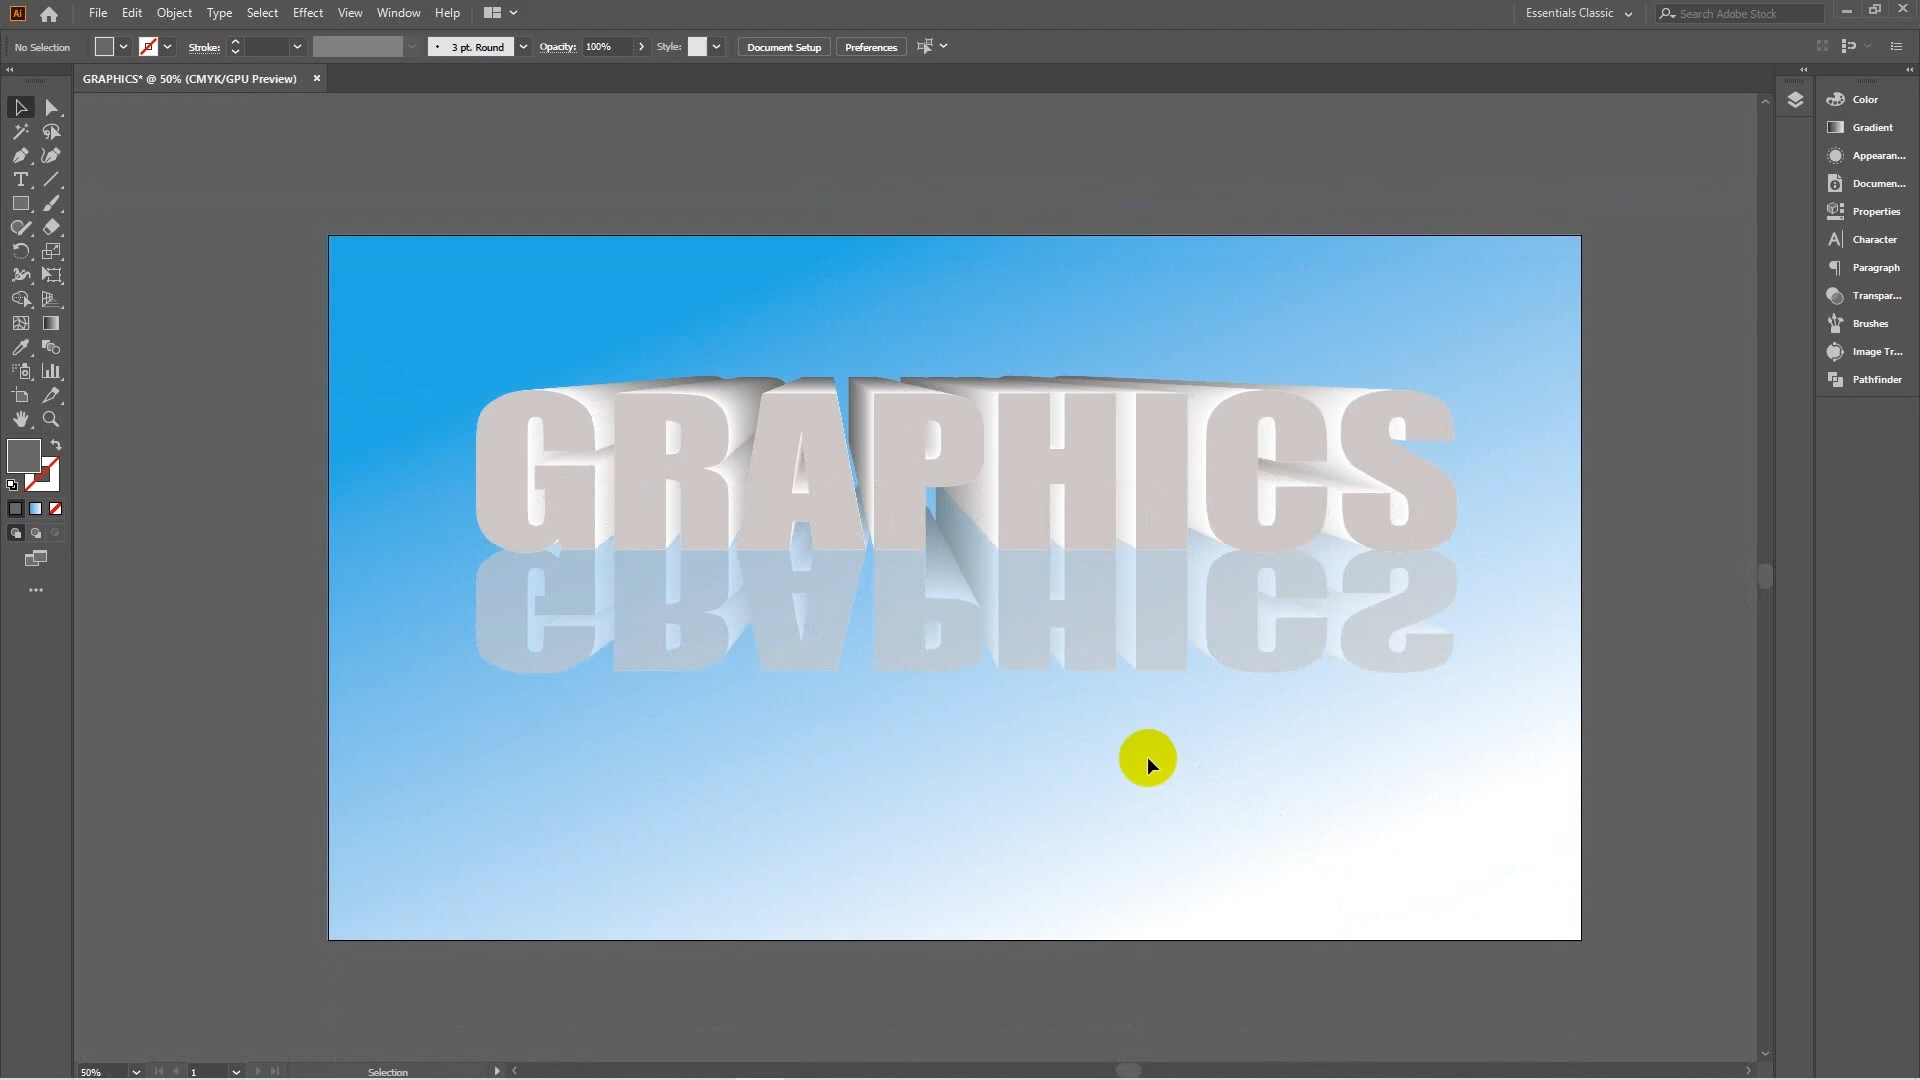 Ai File Edit Object Type Select Effect View Window Help Essentials Classic Search Adobe Stock
No Selection Stroke: 3 pt. Round Opacity: 100% Style: Document Setup Preferences
GRAPHICS* @ 50% (CMYK/GPU Preview)
Color
Gradient
Appearan...
Documen...
Properties
Character
Paragraph
Transpar...
Brushes
Image Tr...
Pathfinder
GRAPHICS
GRAPHICS
50% 1 Selection